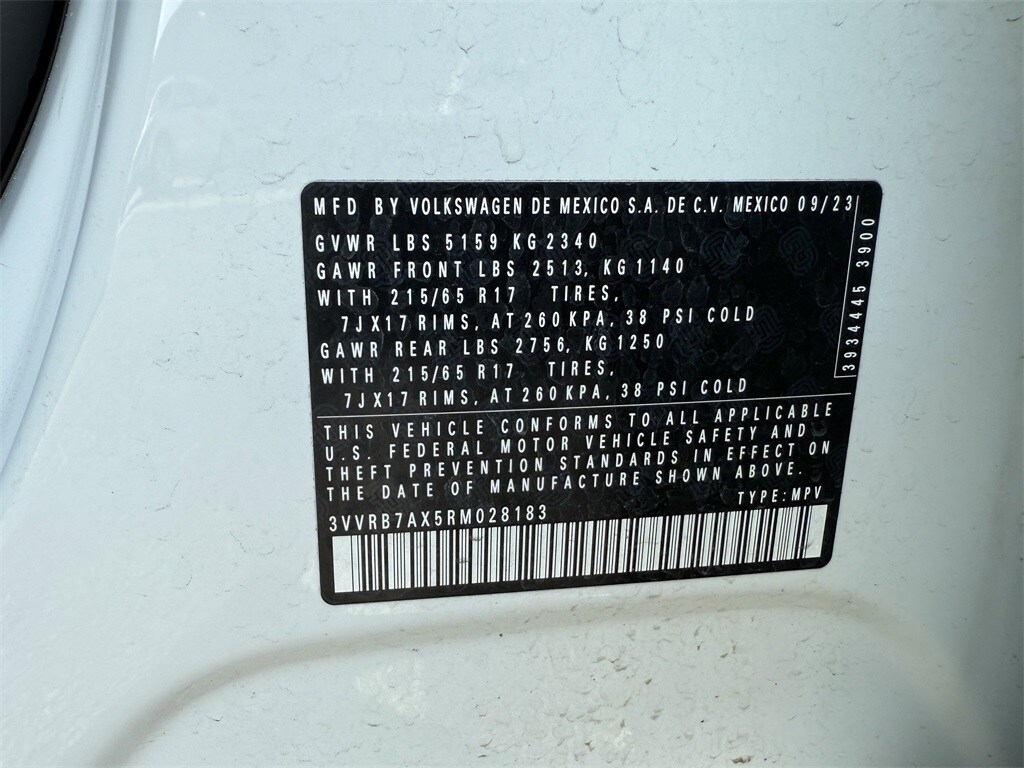 MFD BY VOLKSWAGEN DE MEXICO S.A. DE C.V. MEXICO 09/23
GVWR LBS 5159 KG 2340
GAWR FRONT LBS 2513, KG 1140
WITH 215/65 R17 TIRES,
7JX17 RIMS, AT 260 KPA, 38 PSI COLD
GAWR REAR LBS 2756, KG 1250
WITH 215/65 R17 TIRES,
7JX17 RIMS, AT 260 KPA, 38 PSI COLD
3934445 3900
THIS VEHICLE CONFORMS TO ALL APPLICABLE
U.S. FEDERAL MOTOR VEHICLE SAFETY AND
THEFT PREVENTION STANDARDS IN EFFECT ON
THE DATE OF MANUFACTURE SHOWN ABOVE.
3VVRB7AX5RM028183 TYPE: MPV